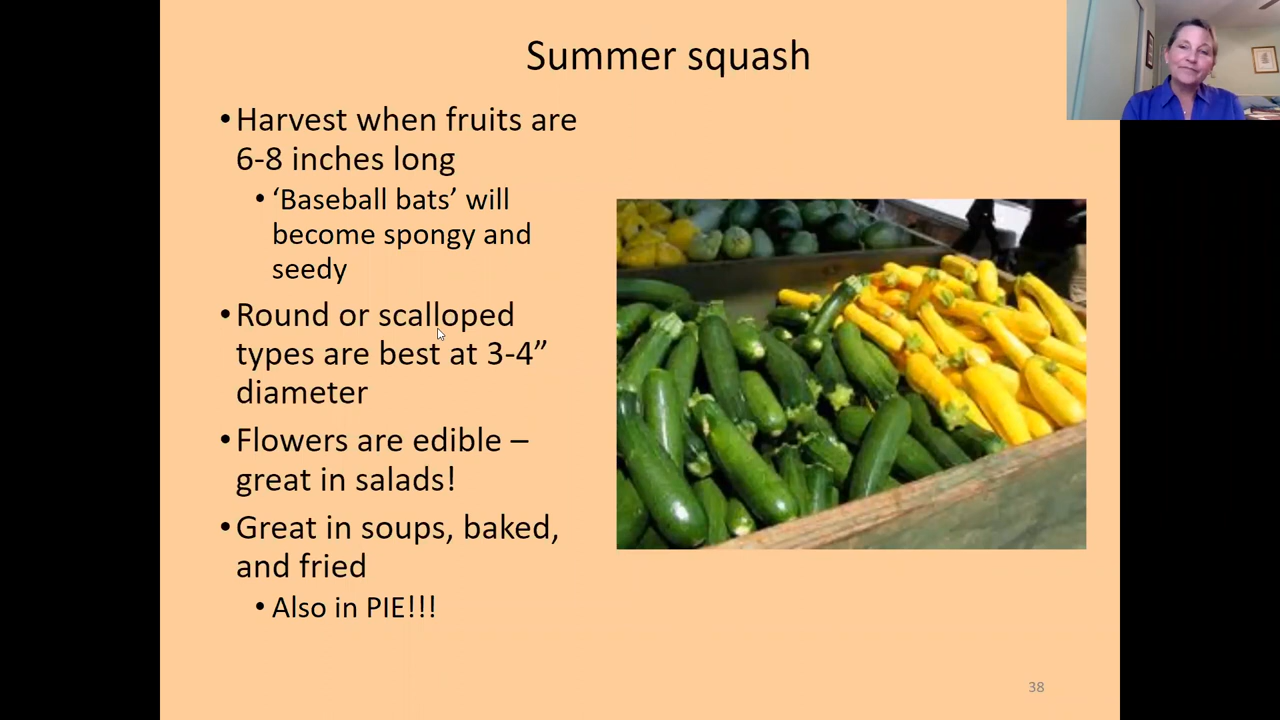 Summer squash
•Harvest when fruits are
6-8 inches long
•‘Baseball bats’ will
become spongy and
seedy
•Round or scalloped
types are best at 3-4”
diameter
•Flowers are edible –
great in salads!
•Great in soups, baked,
and fried
•Also in PIE!!!
38